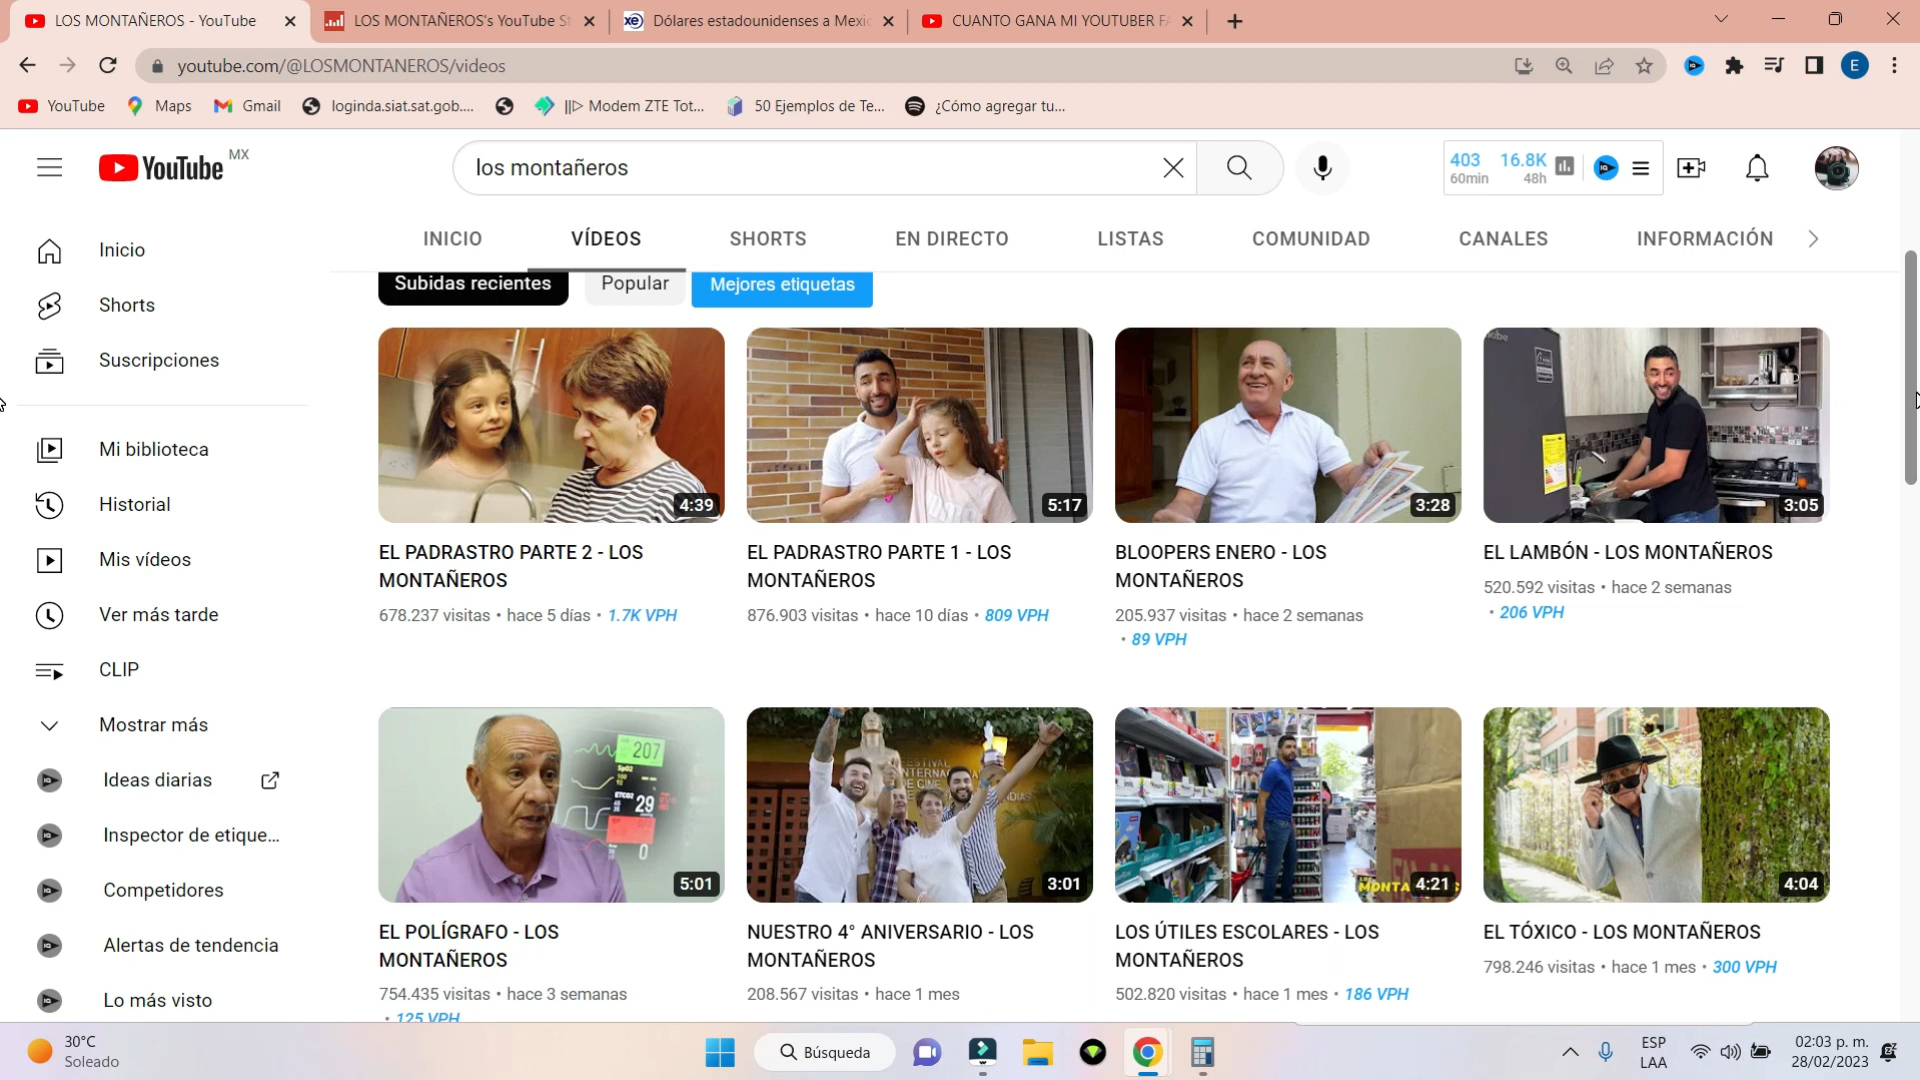 LOS MONTAÑEROS - YouTube
LOS MONTAÑEROS's YouTube S
Dólares estadounidenses a Mexic
CUANTO GANA MI YOUTUBER FA
youtube.com/@LOSMONTANEROS/videos
E
YouTube
Maps
Gmail
loginda.siat.sat.gob....
||▷ Modem ZTE Tot...
50 Ejemplos de Te...
¿Cómo agregar tu...
YouTube MX
los montañeros
403 16.8K
60min 48h
INICIO
VÍDEOS
SHORTS
EN DIRECTO
LISTAS
COMUNIDAD
CANALES
INFORMACIÓN
Inicio
Shorts
Suscripciones
Mi biblioteca
Historial
Mis vídeos
Ver más tarde
CLIP
Mostrar más
Ideas diarias
Inspector de etique...
Competidores
Alertas de tendencia
Lo más visto
Subidas recientes
Popular
Mejores etiquetas
4:39
5:17
3:28
3:05
EL PADRASTRO PARTE 2 - LOS
MONTAÑEROS
678.237 visitas • hace 5 días • 1.7K VPH
EL PADRASTRO PARTE 1 - LOS
MONTAÑEROS
876.903 visitas • hace 10 días • 809 VPH
BLOOPERS ENERO - LOS
MONTAÑEROS
205.937 visitas • hace 2 semanas
• 89 VPH
EL LAMBÓN - LOS MONTAÑEROS
520.592 visitas • hace 2 semanas
• 206 VPH
207
29
0
5:01
3:01
4:21
4:04
EL POLÍGRAFO - LOS
MONTAÑEROS
754.435 visitas • hace 3 semanas
• 125 VPH
NUESTRO 4° ANIVERSARIO - LOS
MONTAÑEROS
208.567 visitas • hace 1 mes
LOS ÚTILES ESCOLARES - LOS
MONTAÑEROS
502.820 visitas • hace 1 mes • 186 VPH
EL TÓXICO - LOS MONTAÑEROS
798.246 visitas • hace 1 mes • 300 VPH
30°C
Soleado
Búsqueda
ESP
LAA
02:03 p. m.
28/02/2023